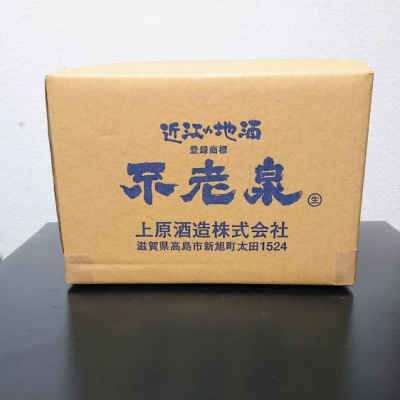 近江の地酒
登録商標
不老泉
生
上原酒造株式会社
滋賀県高島市新旭町太田1524